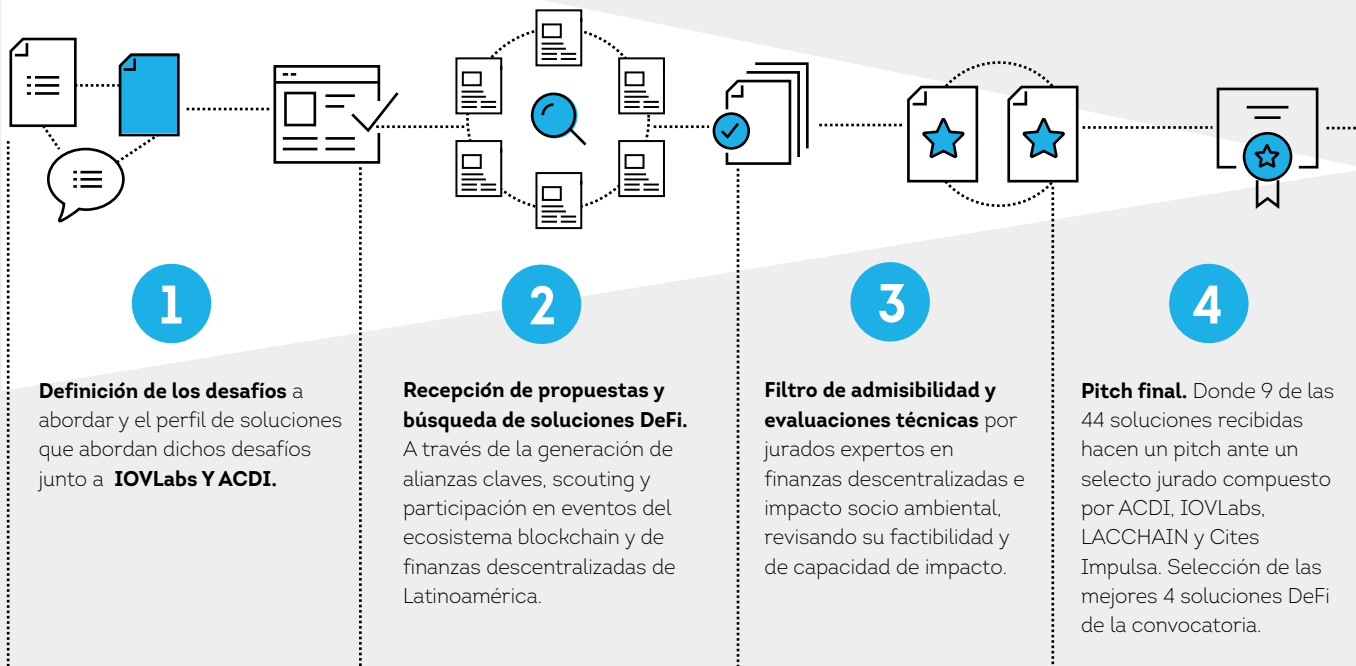 1
Definición de los desafíos a
abordar y el perfil de soluciones
que abordan dichos desafíos
junto a IOVLabs Y ACDI.
2
Recepción de propuestas y
búsqueda de soluciones DeFi.
A través de la generación de
alianzas claves, scouting y
participación en eventos del
ecosistema blockchain y de
finanzas descentralizadas de
Latinoamérica.
3
Filtro de admisibilidad y
evaluaciones técnicas por
jurados expertos en
finanzas descentralizadas e
impacto socio ambiental,
revisando su factibilidad y
de capacidad de impacto.
4
Pitch final. Donde 9 de las
44 soluciones recibidas
hacen un pitch ante un
selecto jurado compuesto
por ACDI, IOVLabs,
LACCHAIN y Cites
Impulsa. Selección de las
mejores 4 soluciones DeFi
de la convocatoria.